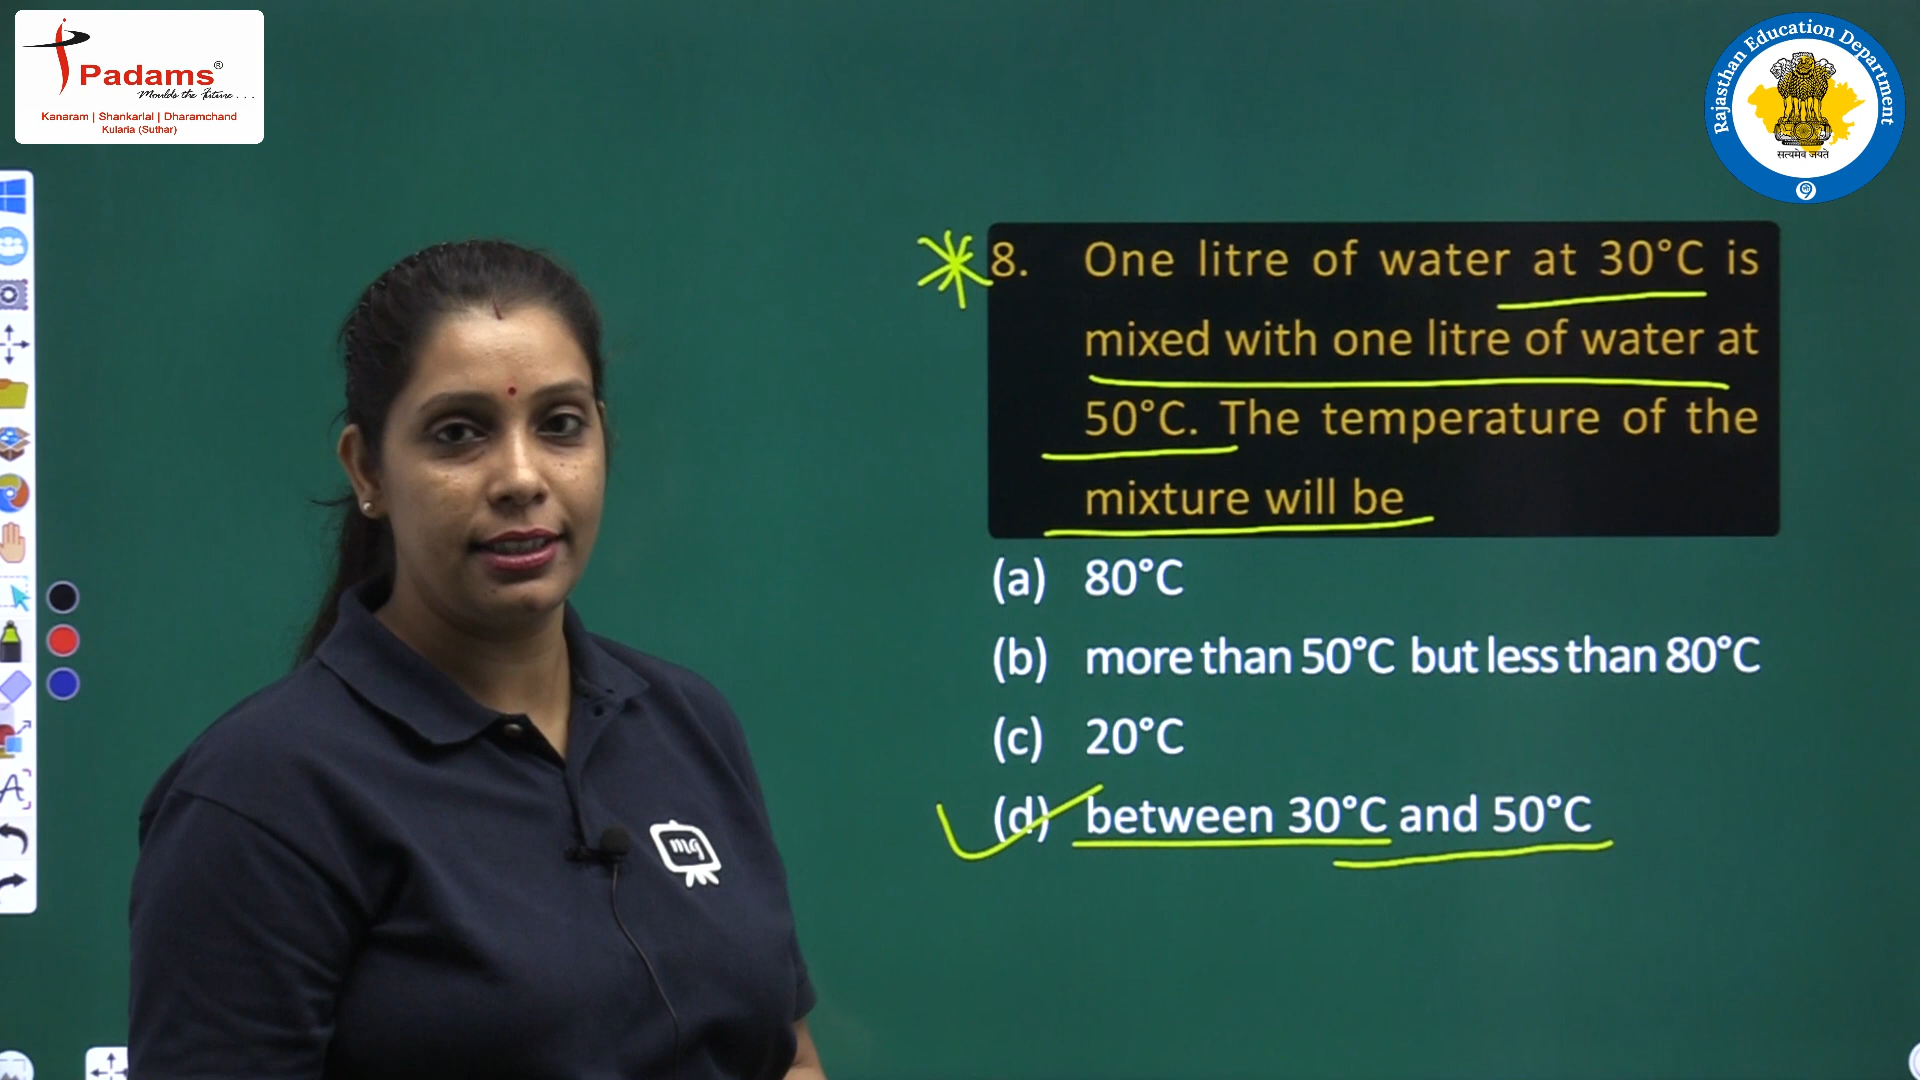 Padams®
Moulds the Future . . .
Kanaram | Shankarlal | Dharamchand
Kularia (Suthar)
Rajasthan Education Department
सत्यमेव जयते
8. One litre of water at 30°C is
mixed with one litre of water at
50°C. The temperature of the
mixture will be
(a) 80°C
(b) more than 50°C but less than 80°C
(c) 20°C
(d) between 30°C and 50°C
mg
A